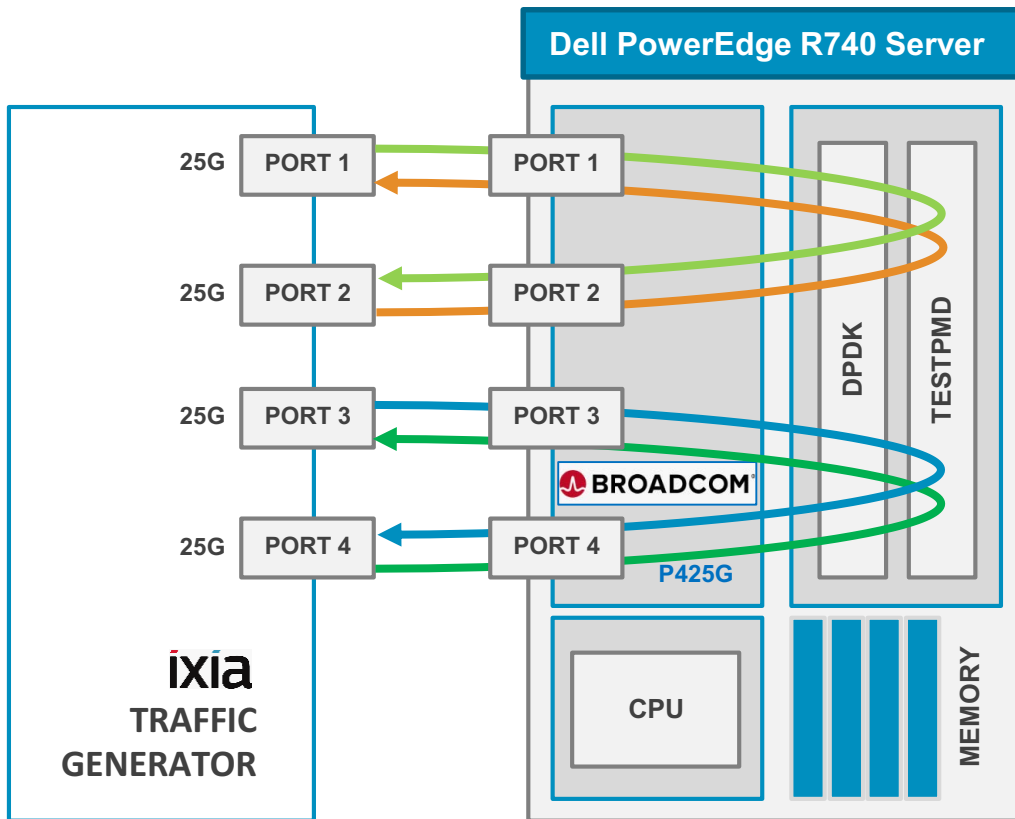 Dell PowerEdge R740 Server
25G
PORT 1
PORT 1
25G
PORT 2
PORT 2
25G
PORT 3
PORT 3
25G
PORT 4
PORT 4
BROADCOM®
P425G
DPDK
TESTPMD
ixia
TRAFFIC
GENERATOR
CPU
MEMORY